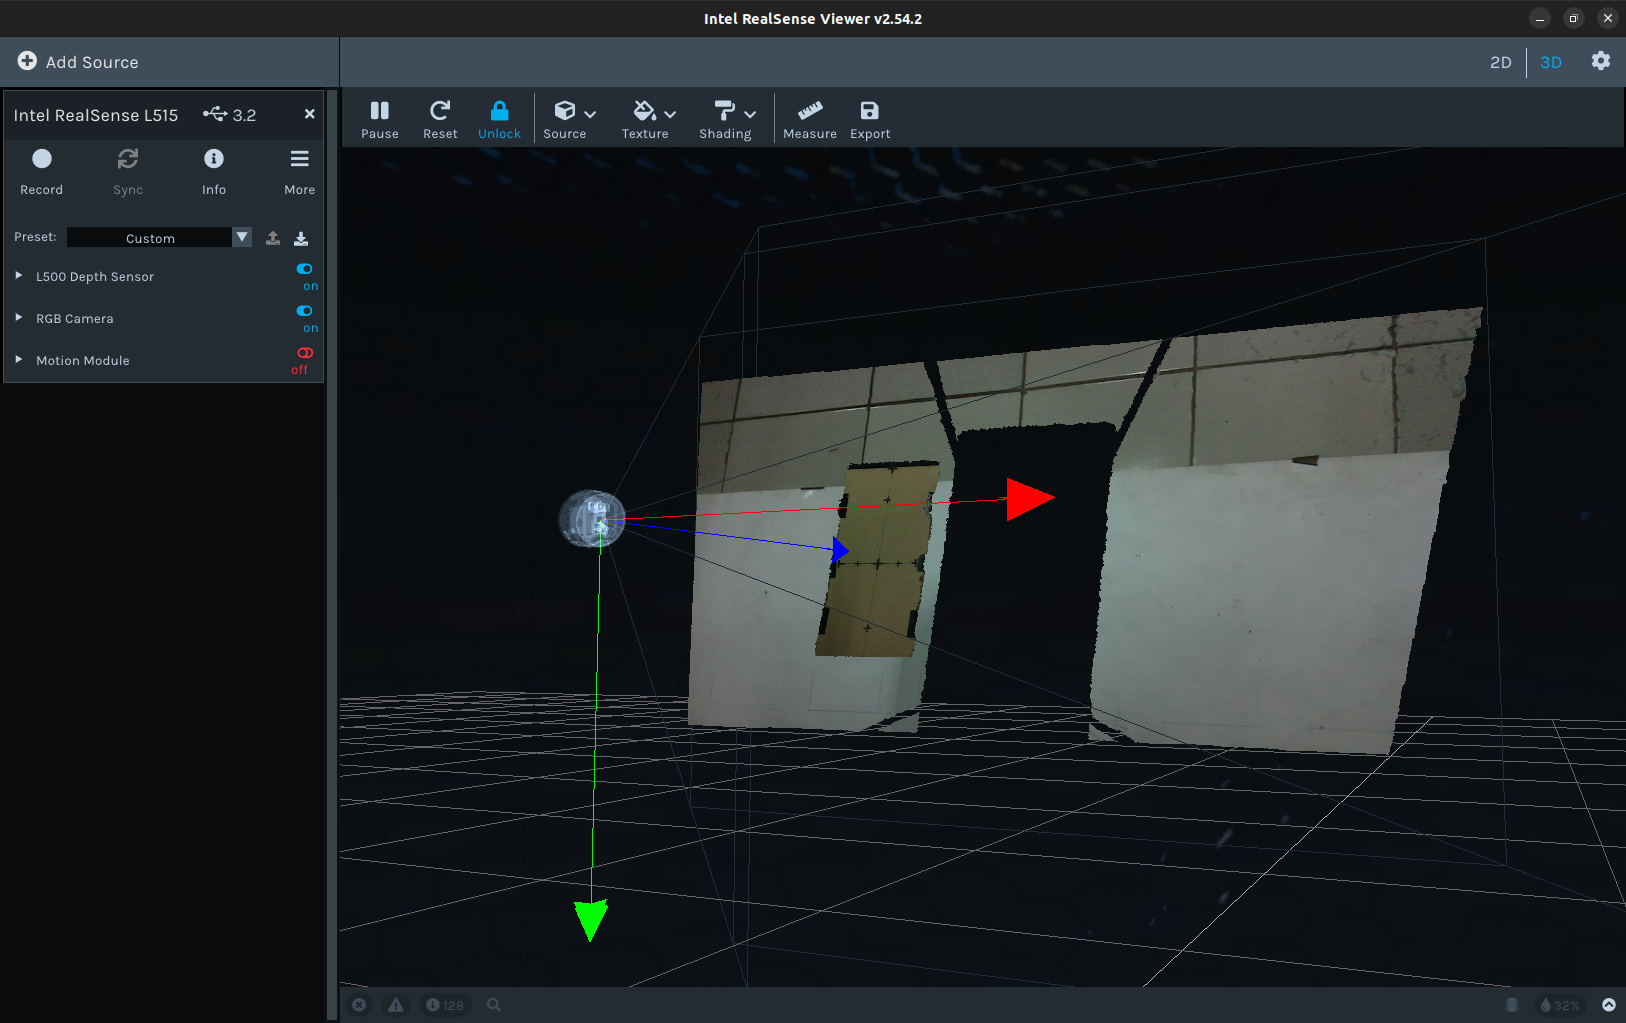 Intel RealSense Viewer v2.54.2
Add Source
2D
3D
Intel RealSense L515
3.2
Pause
Reset
Unlock
Source
Texture
Shading
Measure
Export
Record
Sync
Info
More
Preset:
Custom
L500 Depth Sensor
on
RGB Camera
on
Motion Module
off
128
32%